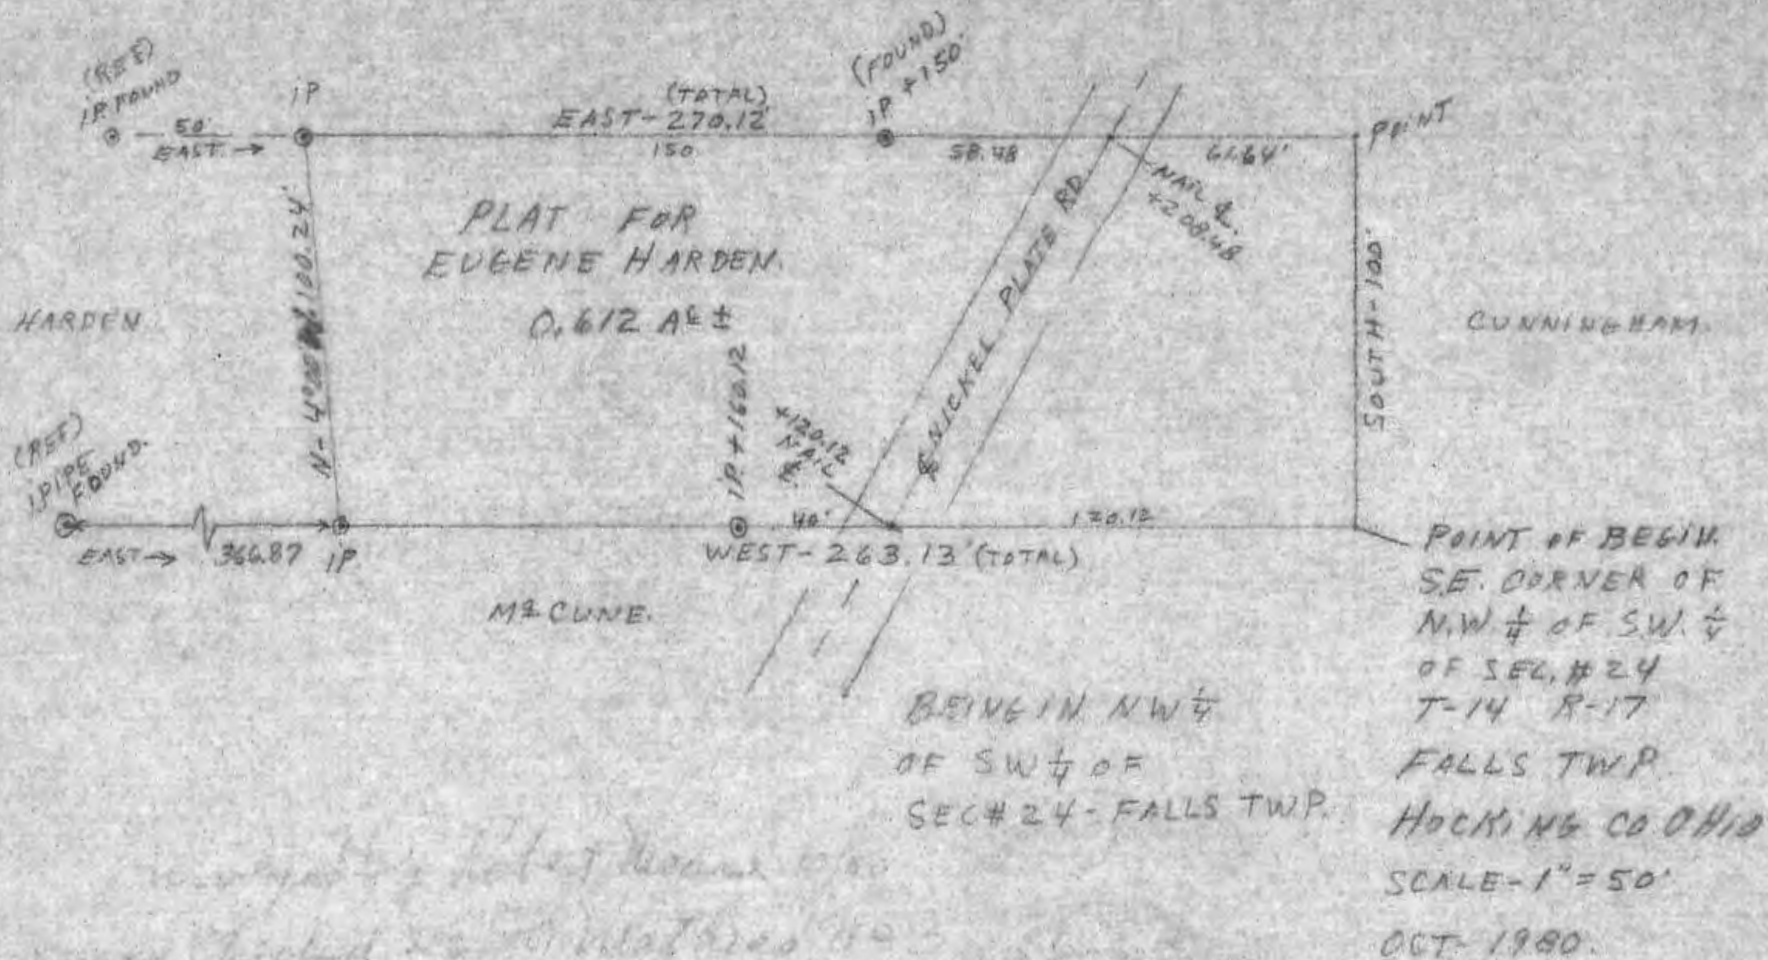 (REF)
I.P. FOUND
50'
EAST →
IP
(TOTAL)
EAST - 270.12'
150
(FOUND)
IP +150'
58.48
61.64'
POINT
NAIL ℄
+208.48
PLAT FOR
EUGENE HARDEN.
0.612 Ac ±
HARDEN
100.24'
℄ NICKEL PLATE RD.
SOUTH - 100'
CUNNINGHAM.
(REF)
I. PIPE
FOUND.
EAST → 366.87
IP
IP. +160.12
+120.12
NAIL
℄
40'
120.12
WEST - 263.13' (TOTAL)
McCUNE.
POINT OF BEGIN.
S.E. CORNER OF
N.W ¼ OF S.W. ¼
OF SEC. # 24
T-14 R-17
FALLS TWP.
HOCKING CO OHIO
SCALE - 1" = 50'
OCT - 1980.
BEING IN NW ¼
OF SW ¼ OF
SEC # 24 - FALLS TWP.